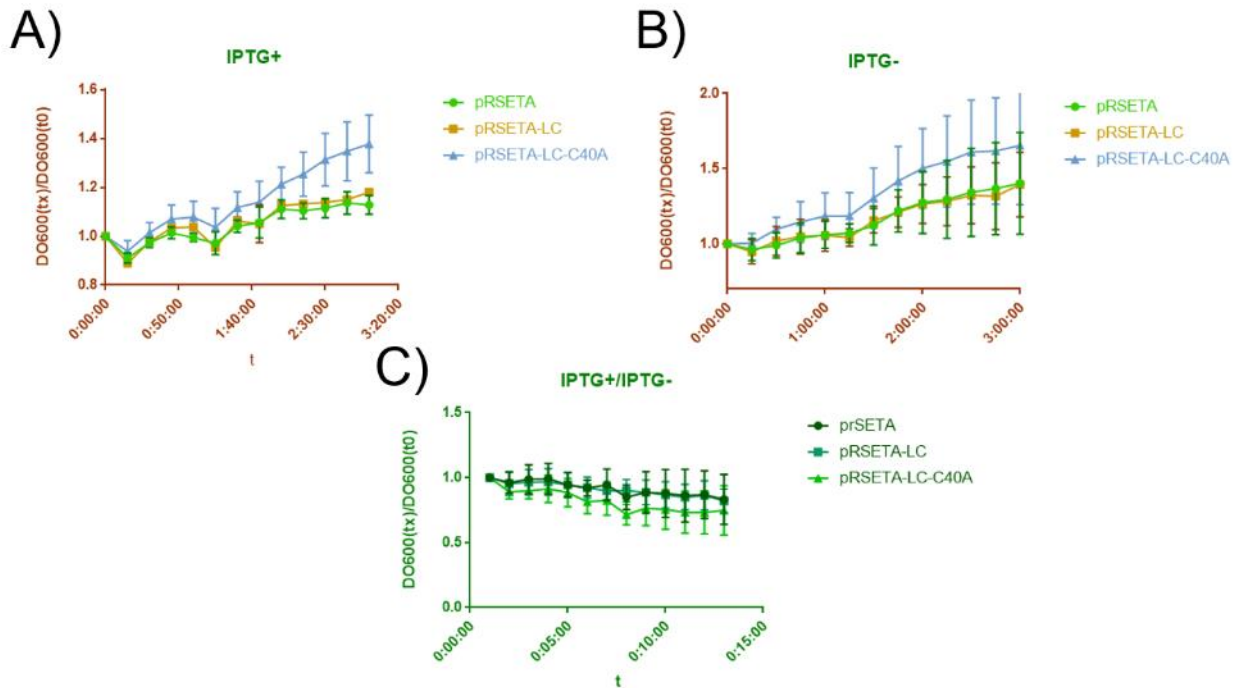 A)
IPTG+
DO600(tx)/DO600(t0)
1.6
1.4
1.2
1.0
0.8
0:00:00
0:50:00
1:40:00
2:30:00
3:20:00
t
pRSETA
pRSETA-LC
pRSETA-LC-C40A
B)
IPTG-
DO600(tx)/DO600(t0)
2.0
1.5
1.0
0:00:00
1:00:00
2:00:00
3:00:00
pRSETA
pRSETA-LC
pRSETA-LC-C40A
C)
IPTG+/IPTG-
DO600(tx)/DO600(t0)
1.5
1.0
0.5
0.0
0:00:00
0:05:00
0:10:00
0:15:00
t
prSETA
pRSETA-LC
pRSETA-LC-C40A